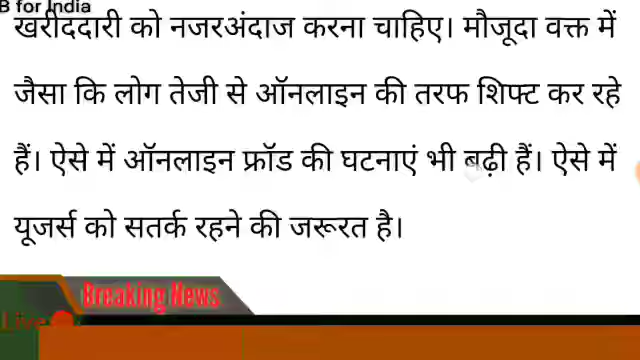 B for India
खरीददारी को नजरअंदाज करना चाहिए। मौजूदा वक्त में
जैसा कि लोग तेजी से ऑनलाइन की तरफ शिफ्ट कर रहे
हैं। ऐसे में ऑनलाइन फ्रॉड की घटनाएं भी बढ़ी हैं। ऐसे में
यूजर्स को सतर्क रहने की जरूरत है।
Breaking News
Live